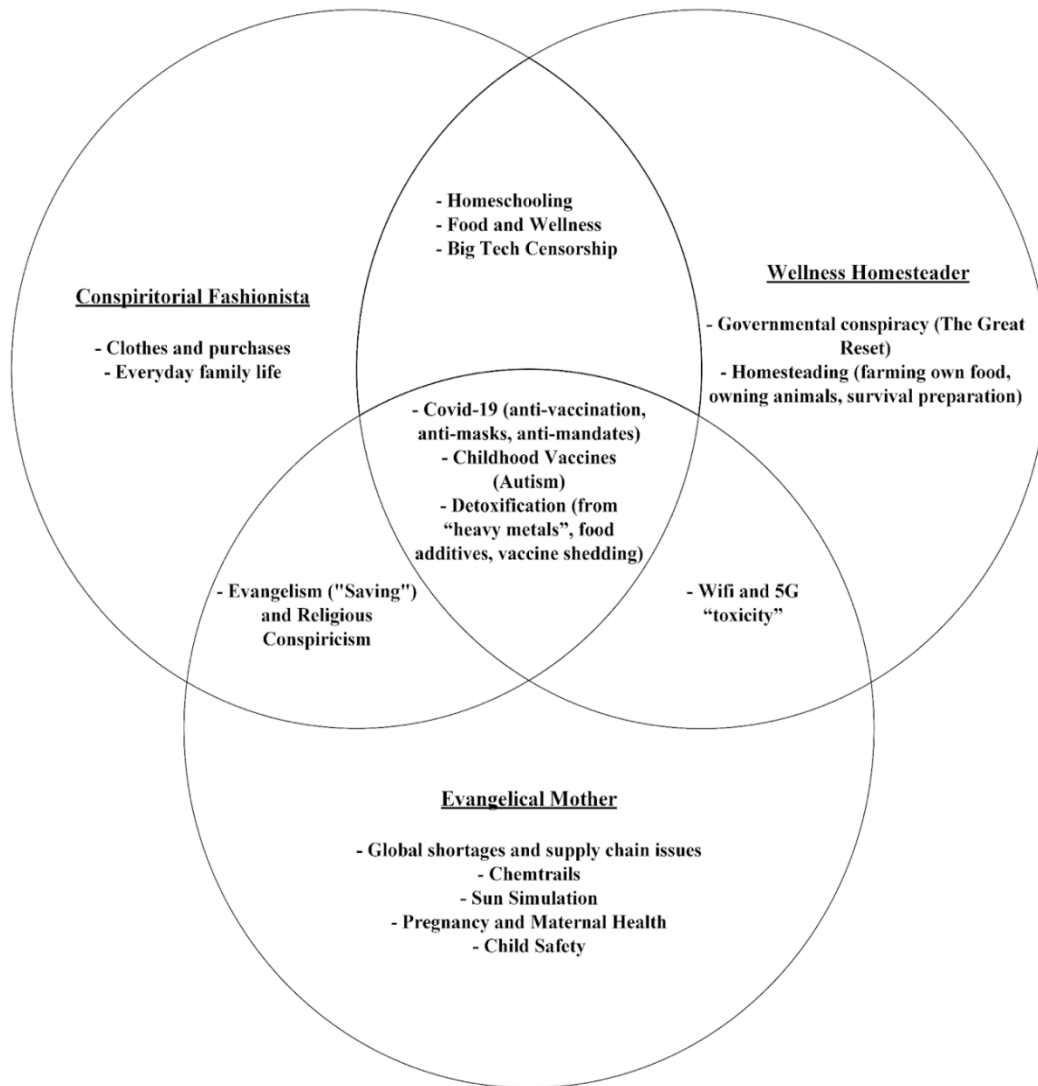 - Homeschooling
- Food and Wellness
- Big Tech Censorship
Conspiritorial Fashionista
- Clothes and purchases
- Everyday family life
Wellness Homesteader
- Governmental conspiracy (The Great
Reset)
- Homesteading (farming own food,
owning animals, survival preparation)
- Covid-19 (anti-vaccination,
anti-masks, anti-mandates)
- Childhood Vaccines
(Autism)
- Detoxification (from
“heavy metals”, food
additives, vaccine shedding)
- Evangelism ("Saving")
and Religious
Conspiricism
- Wifi and 5G
“toxicity”
Evangelical Mother
- Global shortages and supply chain issues
- Chemtrails
- Sun Simulation
- Pregnancy and Maternal Health
- Child Safety